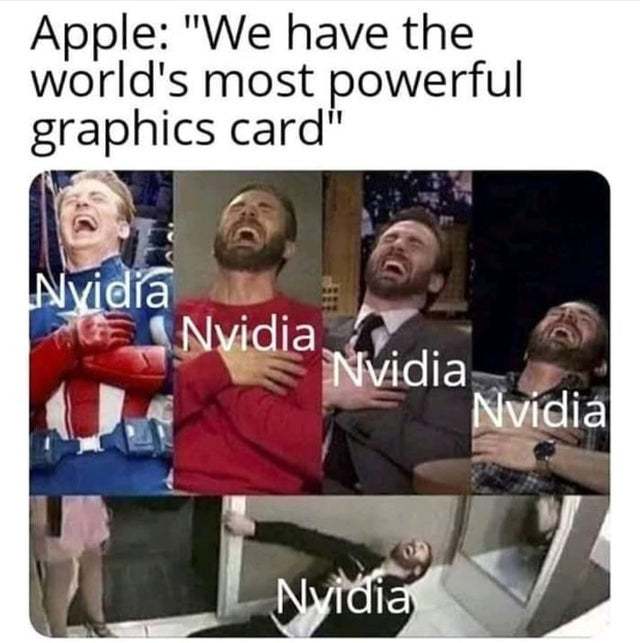 Apple: "We have the
world's most powerful
graphics card"
Nvidia
Nvidia
Nvidia
Nvidia
Nvidia